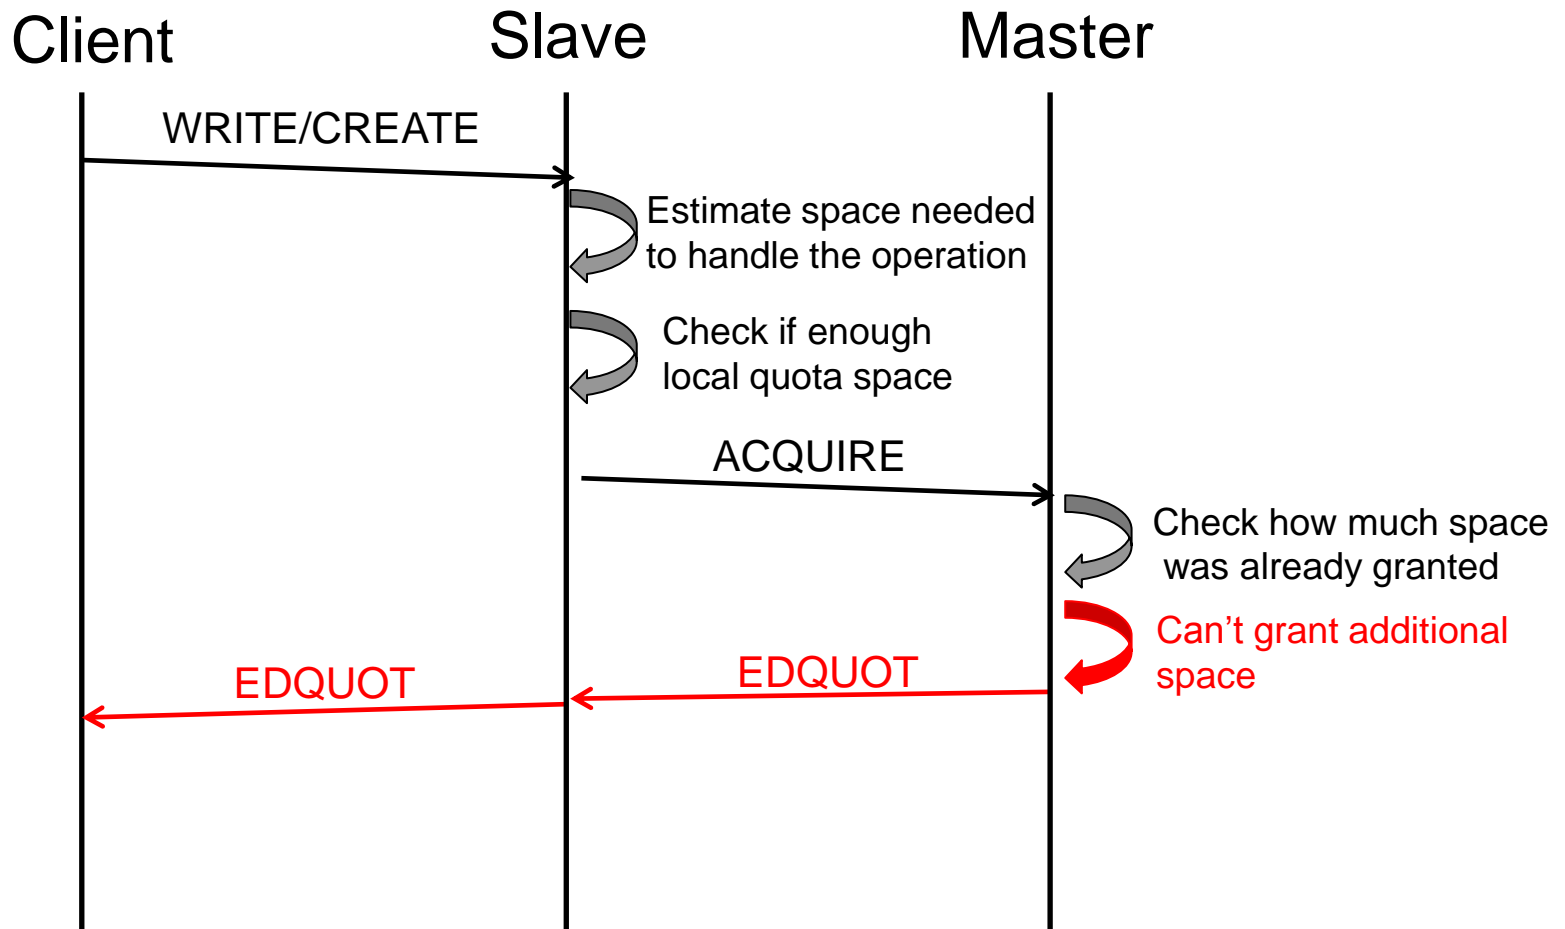 Client
Slave
Master
WRITE/CREATE
Estimate space needed
to handle the operation
Check if enough
local quota space
ACQUIRE
Check how much space
was already granted
Can’t grant additional
space
EDQUOT
EDQUOT